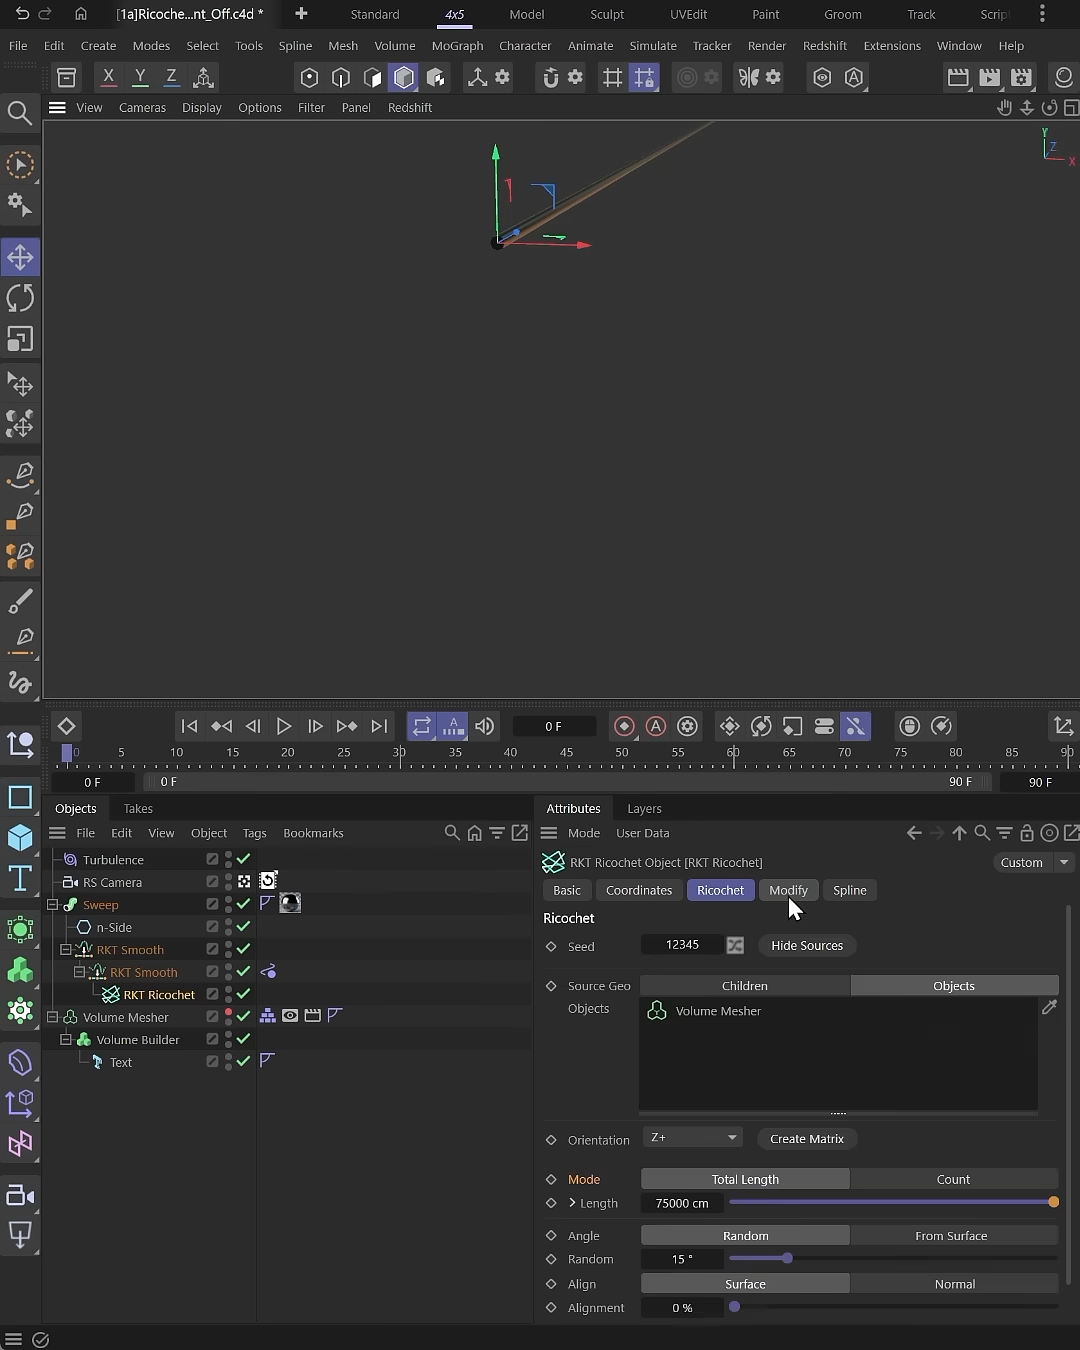 [1a]Ricoche...nt_Off.c4d *
Standard
4x5
Model
Sculpt
UVEdit
Paint
Groom
Track
Scrip
File Edit Create Modes Select Tools Spline Mesh Volume MoGraph Character Animate Simulate Tracker Render Redshift Extensions Window Help
X Y Z
View Cameras Display Options Filter Panel Redshift
Y
Z
X
A
0 F
A
0 5 10 15 20 25 30 35 40 45 50 55 60 65 70 75 80 85 90
0 F
0 F
90 F
90 F
Objects Takes
File Edit View Object Tags Bookmarks
Turbulence
RS Camera
Sweep
n-Side
RKT Smooth
RKT Smooth
RKT Ricochet
Volume Mesher
Volume Builder
Text
Attributes Layers
Mode User Data
RKT Ricochet Object [RKT Ricochet]
Custom
Basic Coordinates Ricochet Modify Spline
Ricochet
Seed 12345 Hide Sources
Source Geo Children Objects
Objects Volume Mesher
Orientation Z+ Create Matrix
Mode Total Length Count
Length 75000 cm
Angle Random From Surface
Random 15 °
Align Surface Normal
Alignment 0 %